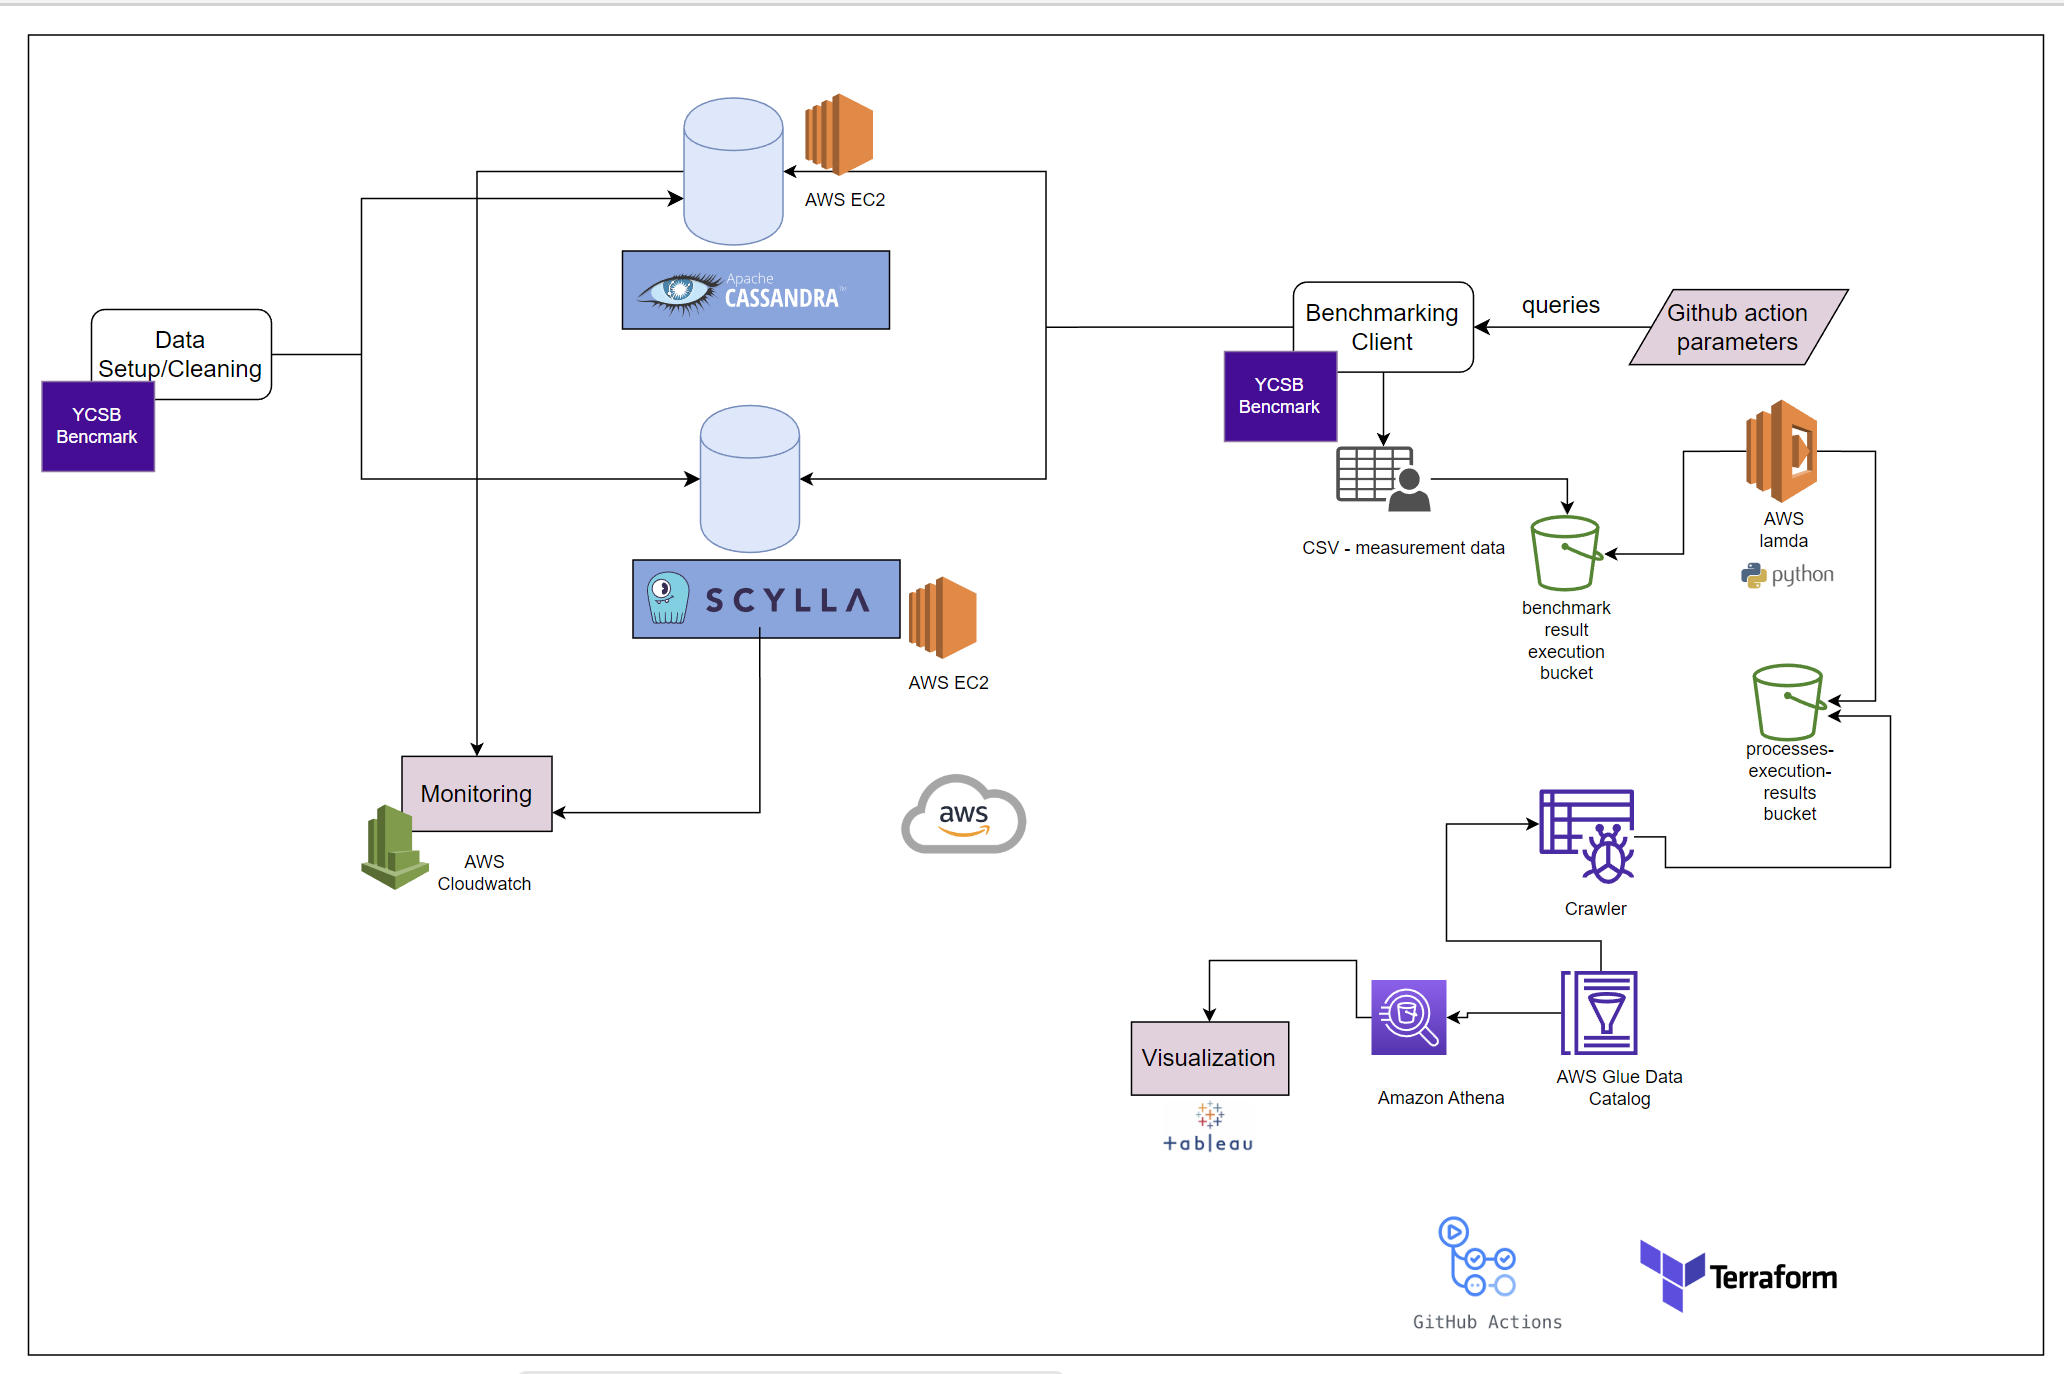 AWS EC2
Apache
CASSANDRA™
Data
Setup/Cleaning
YCSB
Bencmark
Benchmarking
Client
YCSB
Bencmark
queries
Github action
parameters
CSV - measurement data
AWS
lamda
python
benchmark
result
execution
bucket
SCYLLA
AWS EC2
processes-
execution-
results
bucket
Monitoring
AWS
Cloudwatch
aws
Crawler
AWS Glue Data
Catalog
Amazon Athena
Visualization
+ableau
GitHub Actions
Terraform